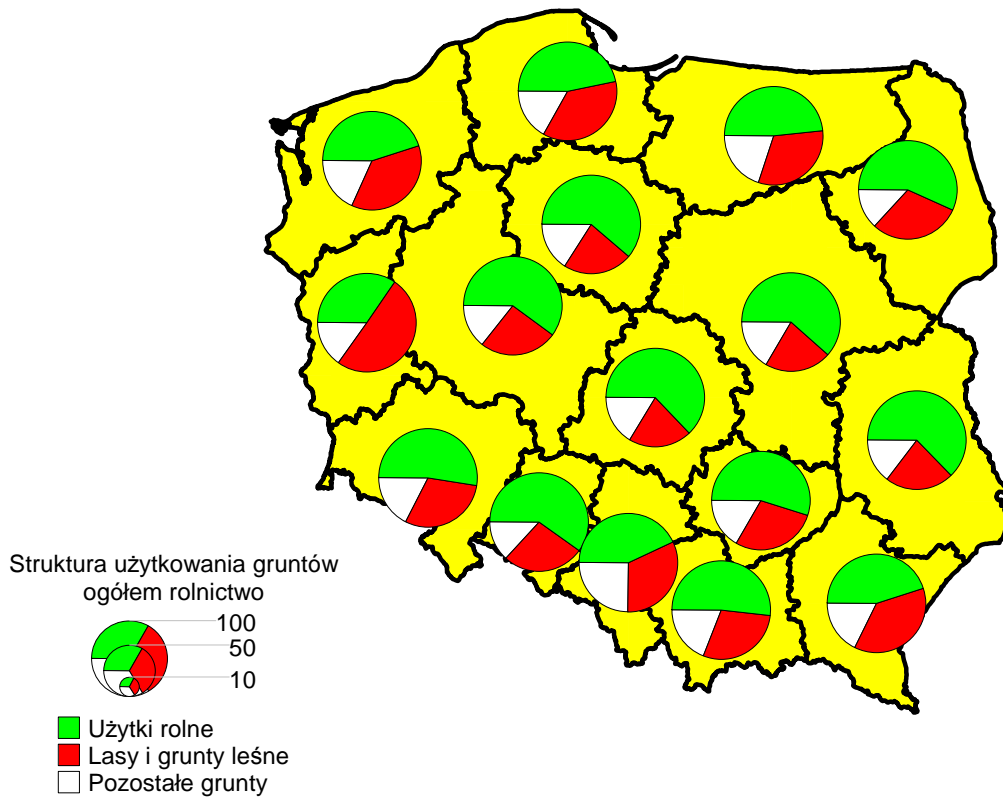 Struktura użytkowania gruntów
ogółem rolnictwo
100
50
10
Użytki rolne
Lasy i grunty leśne
Pozostałe grunty